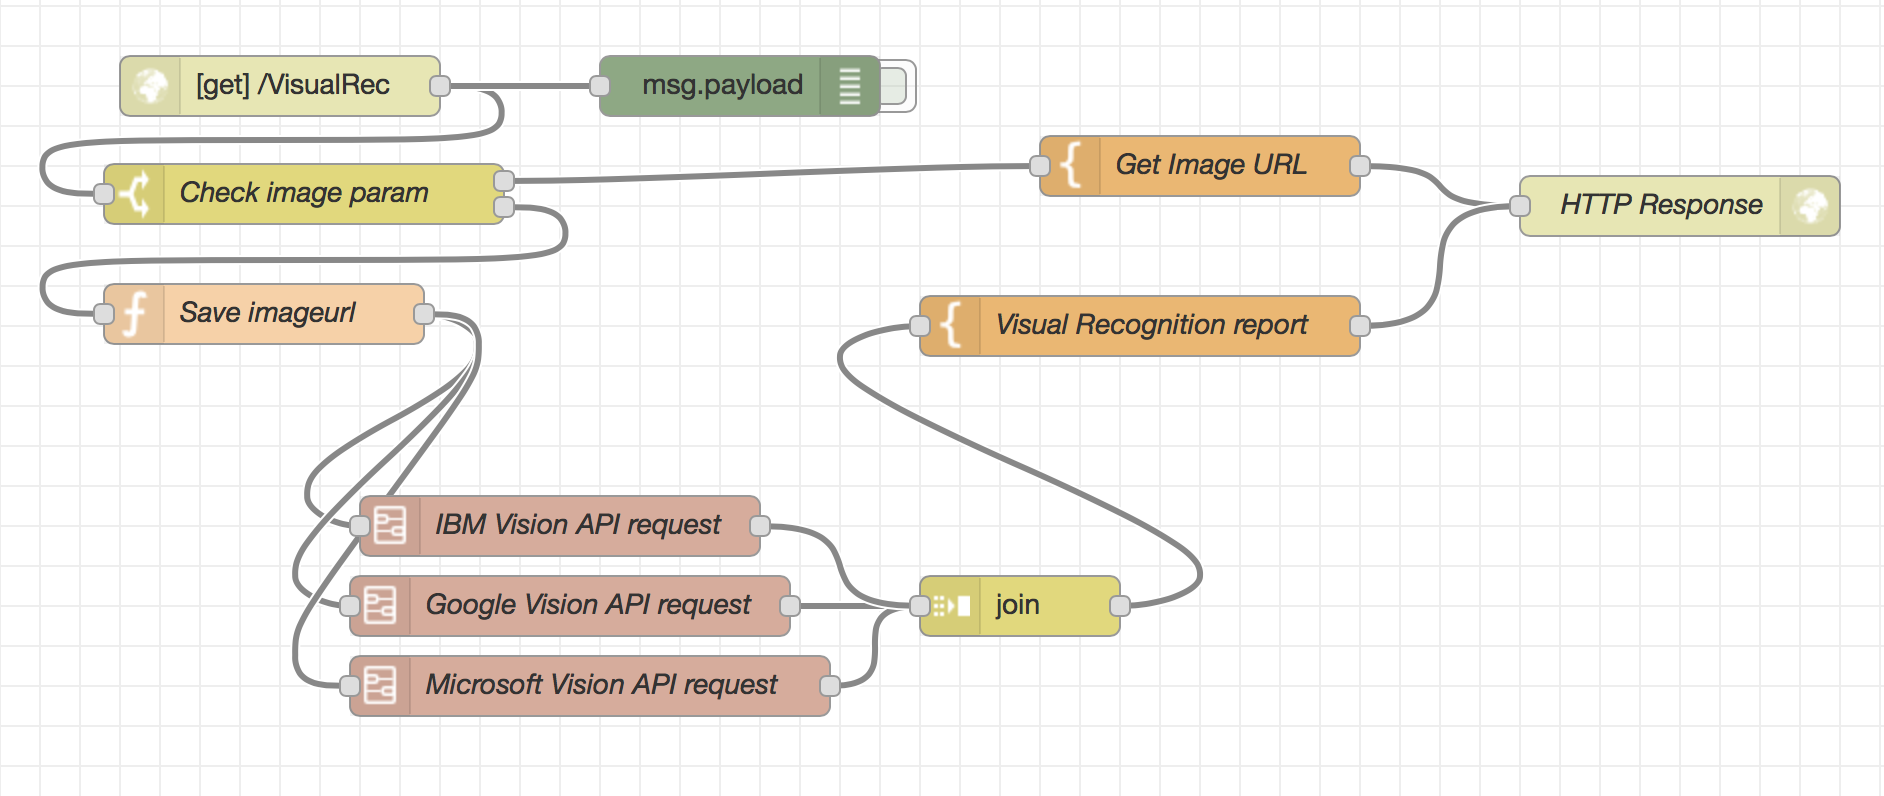 [get] /VisualRec
msg.payload
Check image param
Get Image URL
HTTP Response
Save imageurl
Visual Recognition report
IBM Vision API request
Google Vision API request
join
Microsoft Vision API request